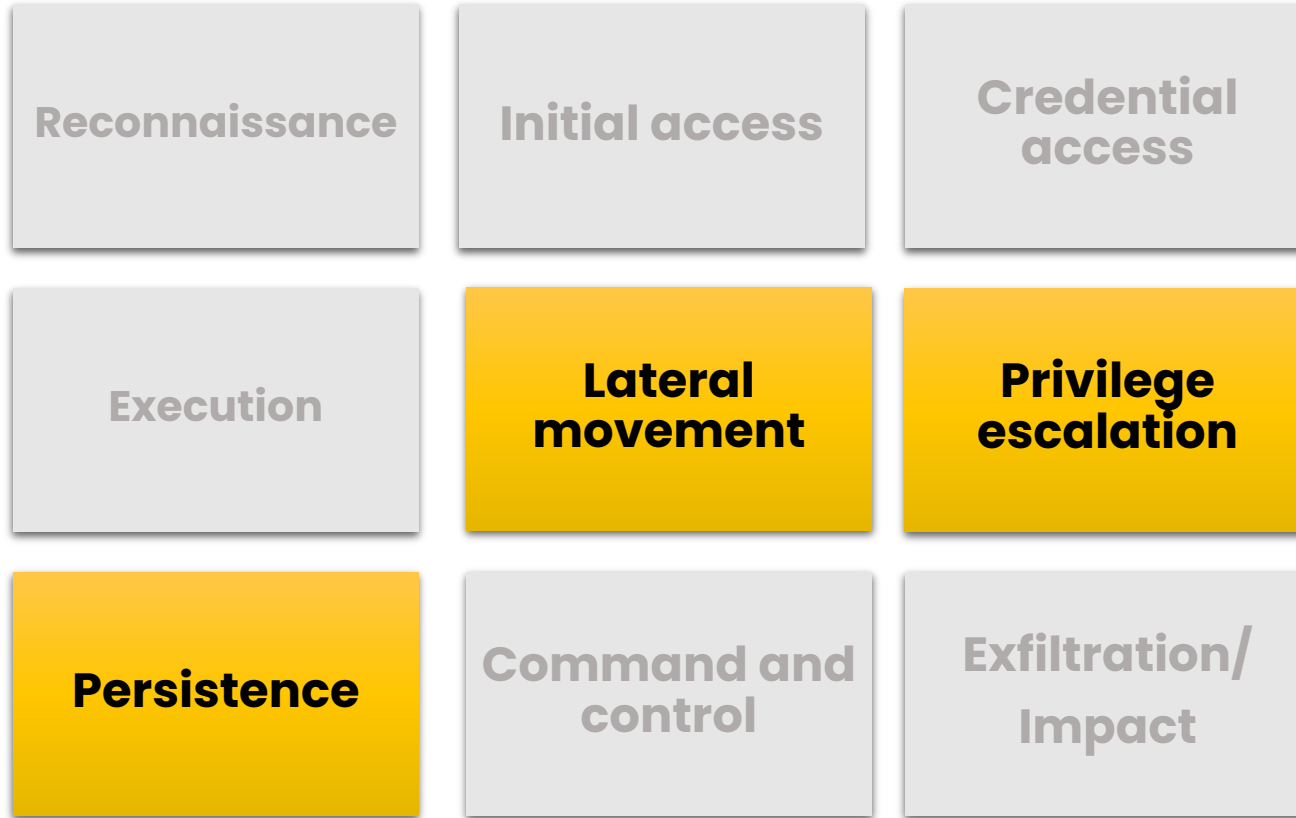 Reconnaissance
Initial access
Credential
access
Execution
Lateral
movement
Privilege
escalation
Persistence
Command and
control
Exfiltration/
Impact